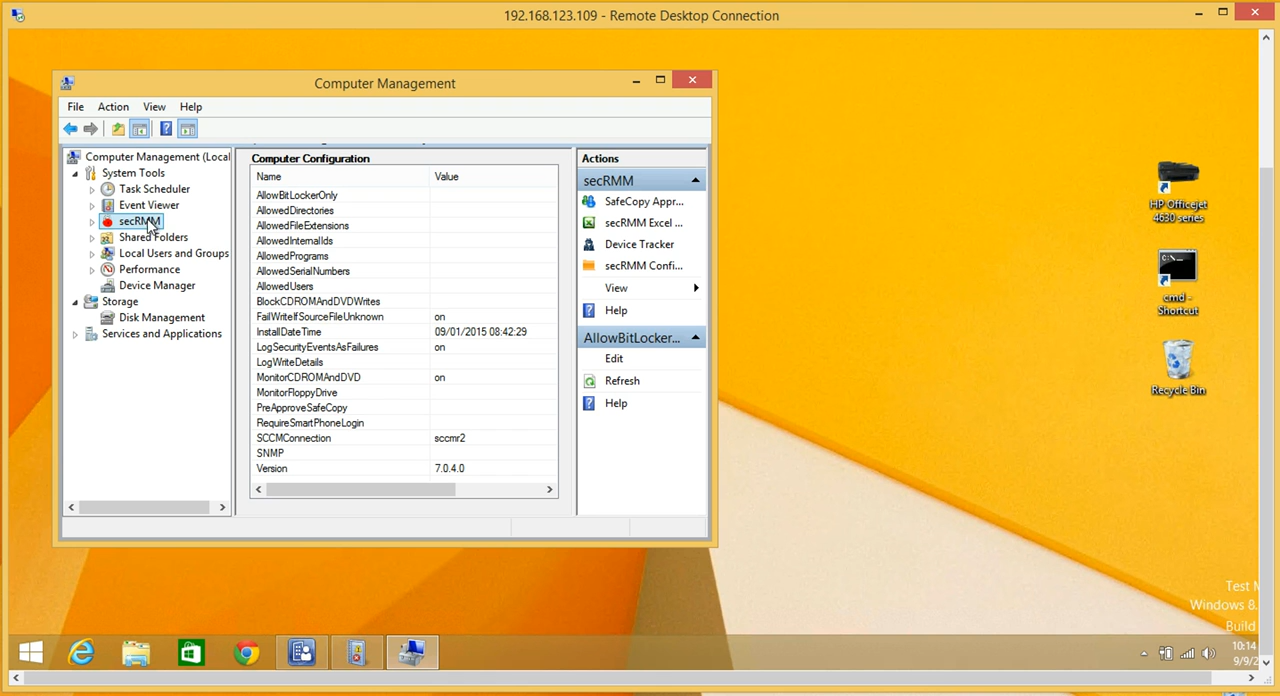 192.168.123.109 - Remote Desktop Connection
Computer Management
File Action View Help
Computer Management (Local
System Tools
Task Scheduler
Event Viewer
secRMM
Shared Folders
Local Users and Groups
Performance
Device Manager
Storage
Disk Management
Services and Applications
Computer Configuration
Name Value
AllowBitLockerOnly
AllowedDirectories
AllowedFileExtensions
AllowedInternalIds
AllowedPrograms
AllowedSerialNumbers
AllowedUsers
BlockCDROMAndDVDWrites
FailWriteIfSourceFileUnknown on
InstallDateTime 09/01/2015 08:42:29
LogSecurityEventsAsFailures on
LogWriteDetails
MonitorCDROMAndDVD on
MonitorFloppyDrive
PreApproveSafeCopy
RequireSmartPhoneLogin
SCCMConnection sccmr2
SNMP
Version 7.0.4.0
Actions
secRMM
SafeCopy Appr...
secRMM Excel ...
Device Tracker
secRMM Confi...
View
Help
AllowBitLocker...
Edit
Refresh
Help
HP Officejet
4630 series
C:\_
cmd -
Shortcut
Recycle Bin
Test M
Windows 8.
Build
10:14
9/9/2